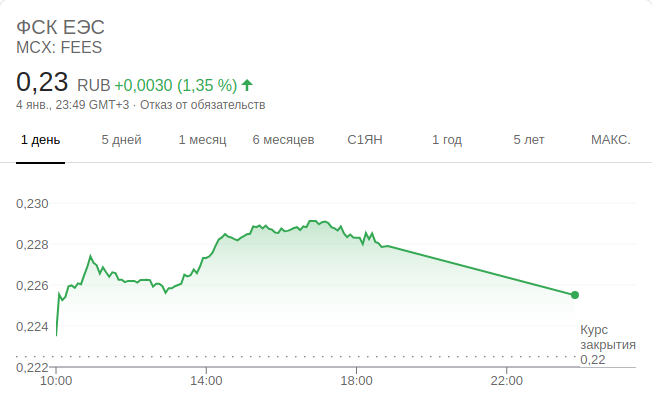 ФСК ЕЭС
MCX: FEES
0,23 RUB +0,0030 (1,35 %) ↑
4 янв., 23:49 GMT+3 · Отказ от обязательств
1 день 5 дней 1 месяц 6 месяцев С1ЯН 1 год 5 лет МАКС.
0,230
0,228
0,226
0,224
0,222
Курс
закрытия
0,22
10:00 14:00 18:00 22:00